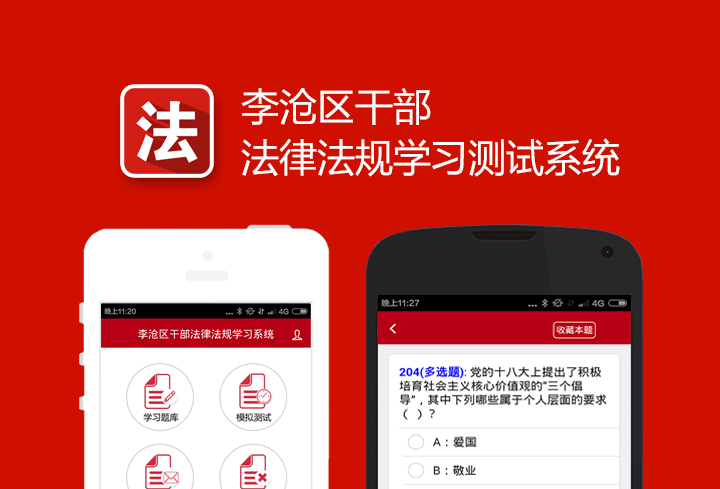 法
李沧区干部
法律法规学习测试系统
晚上11:20
... 4G
李沧区干部法律法规学习系统
学习题库
模拟测试
晚上11:27
... 4G
收藏本题
204(多选题): 党的十八大上提出了积极
培育社会主义核心价值观的"三个倡
导"，其中下列哪些属于个人层面的要求
（ ）？
A：爱国
B：敬业